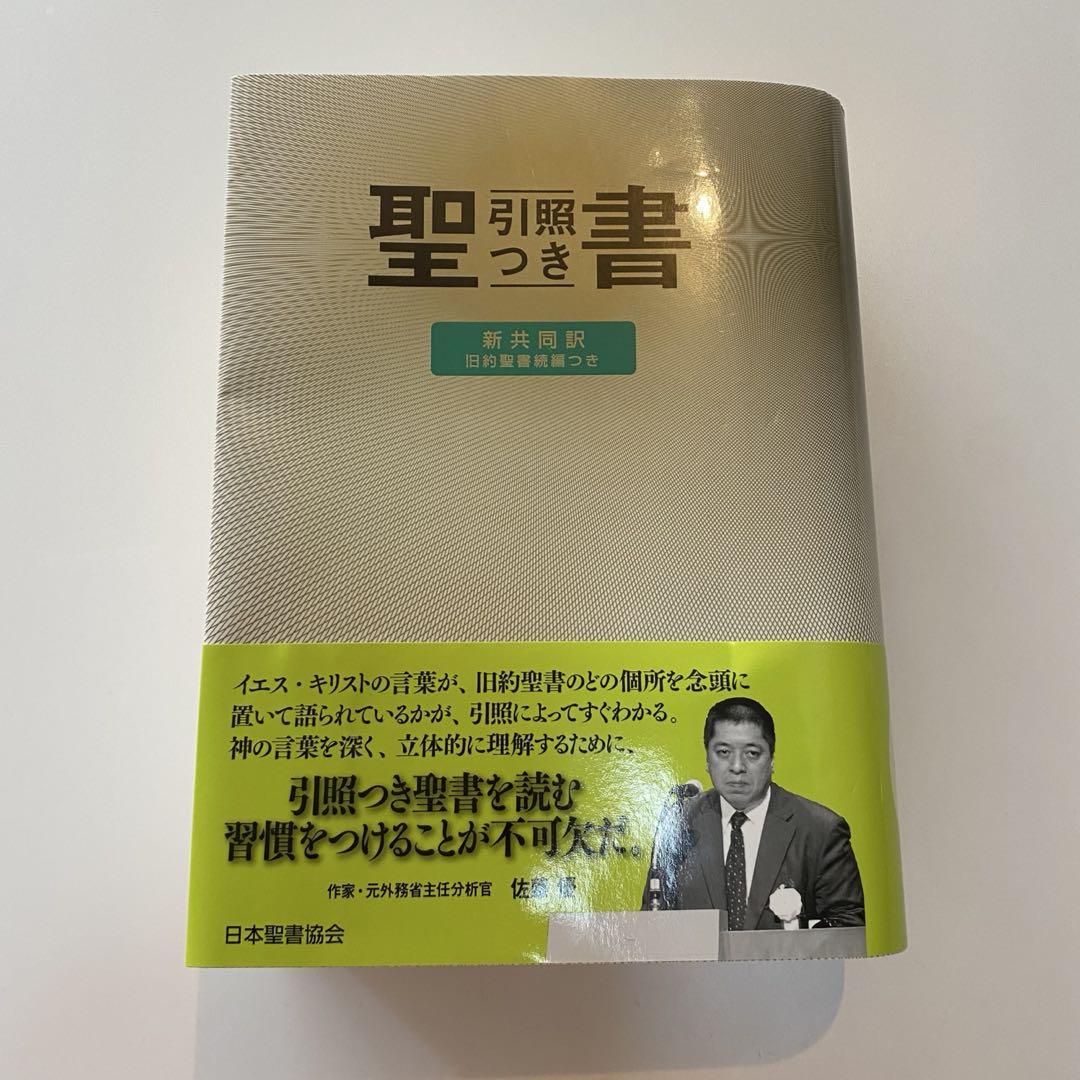 聖書
引照
つき
新共同訳
旧約聖書続編つき
イエス・キリストの言葉が、旧約聖書のどの個所を念頭に
置いて語られているかが、引照によってすぐわかる。
神の言葉を深く、立体的に理解するために、
引照つき聖書を読む
習慣をつけることが不可欠だ。
作家・元外務省主任分析官 佐藤 優
日本聖書協会